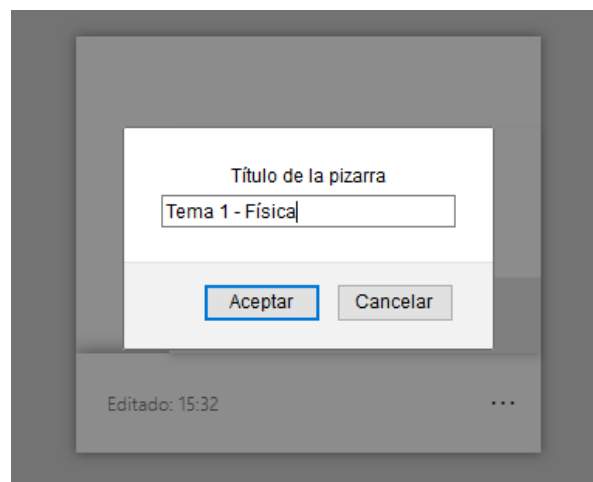 Título de la pizarra
Tema 1 - Física
Aceptar Cancelar
Editado: 15:32 ...